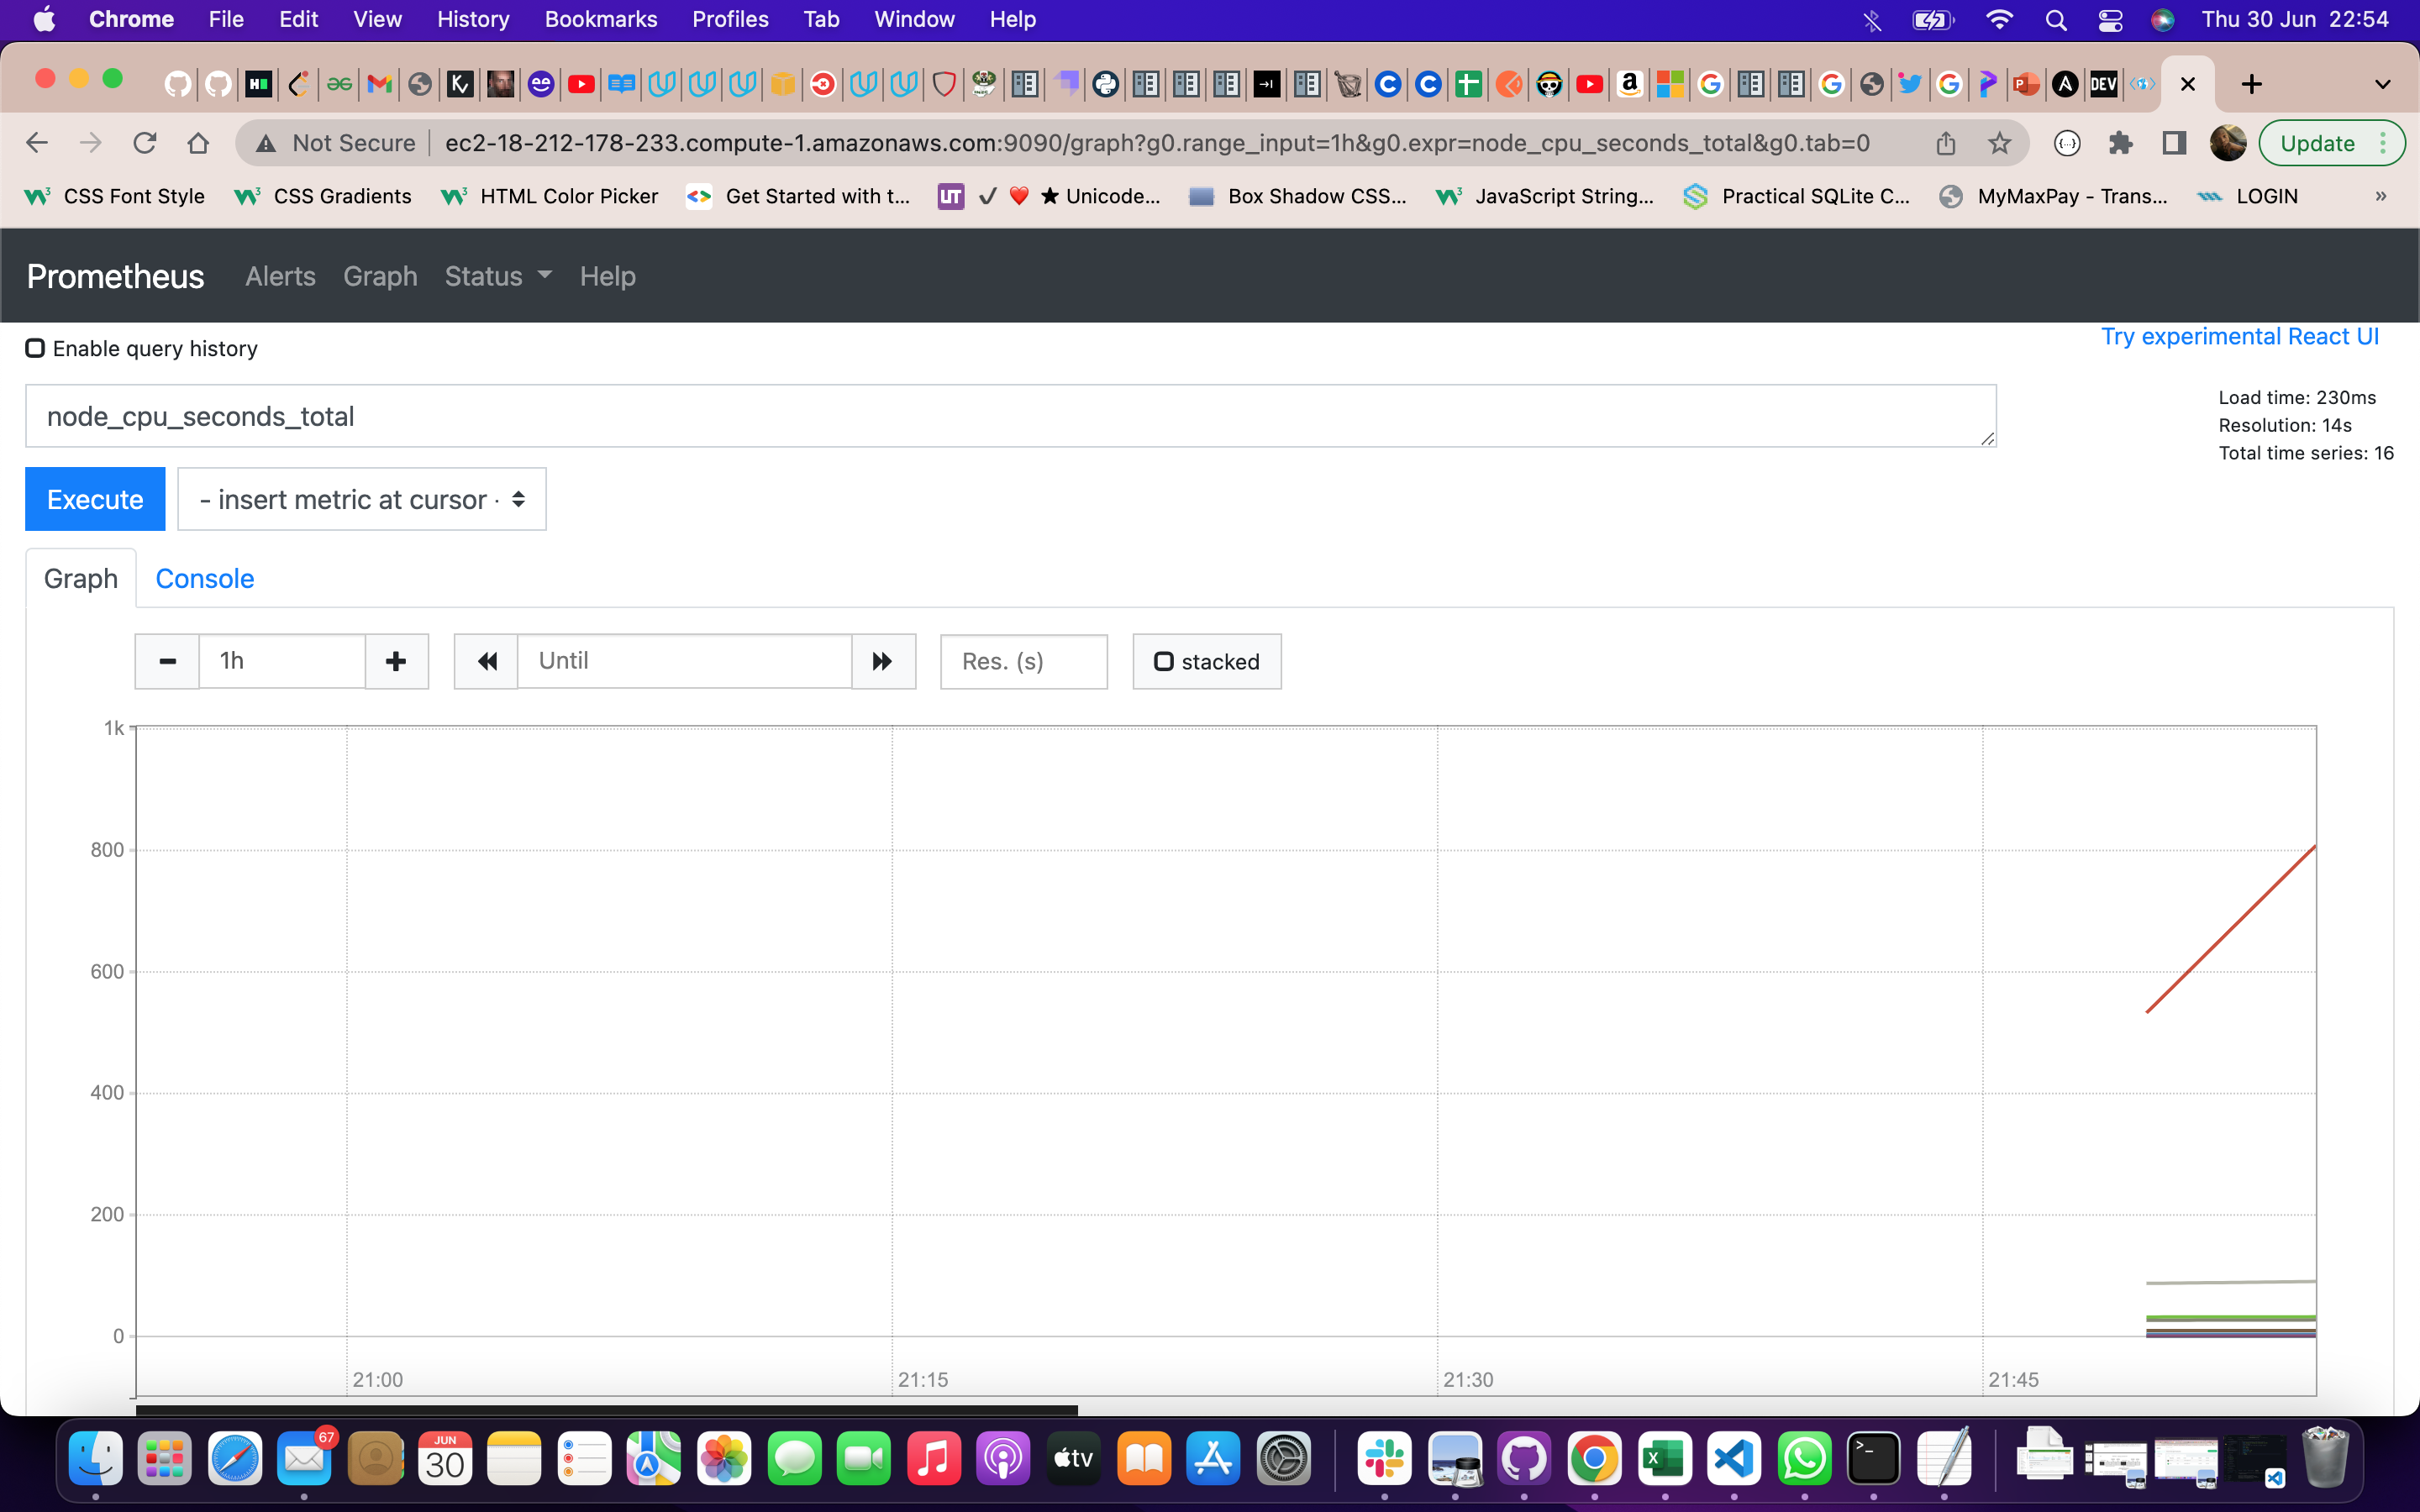 Chrome File Edit View History Bookmarks Profiles Tab Window Help Thu 30 Jun 22:54
DEV
Not Secure ec2-18-212-178-233.compute-1.amazonaws.com:9090/graph?g0.range_input=1h&g0.expr=node_cpu_seconds_total&g0.tab=0 Update
CSS Font Style CSS Gradients HTML Color Picker Get Started with t... UT ✓ ❤️ ★ Unicode... Box Shadow CSS... JavaScript String... Practical SQLite C... MyMaxPay - Trans... LOGIN »
Prometheus Alerts Graph Status Help
Enable query history Try experimental React UI
node_cpu_seconds_total
Load time: 230ms
Resolution: 14s
Total time series: 16
Execute - insert metric at cursor -
Graph Console
1h Until Res. (s) stacked
1k
800
600
400
200
0
21:00 21:15 21:30 21:45
67 JUN 30 tv